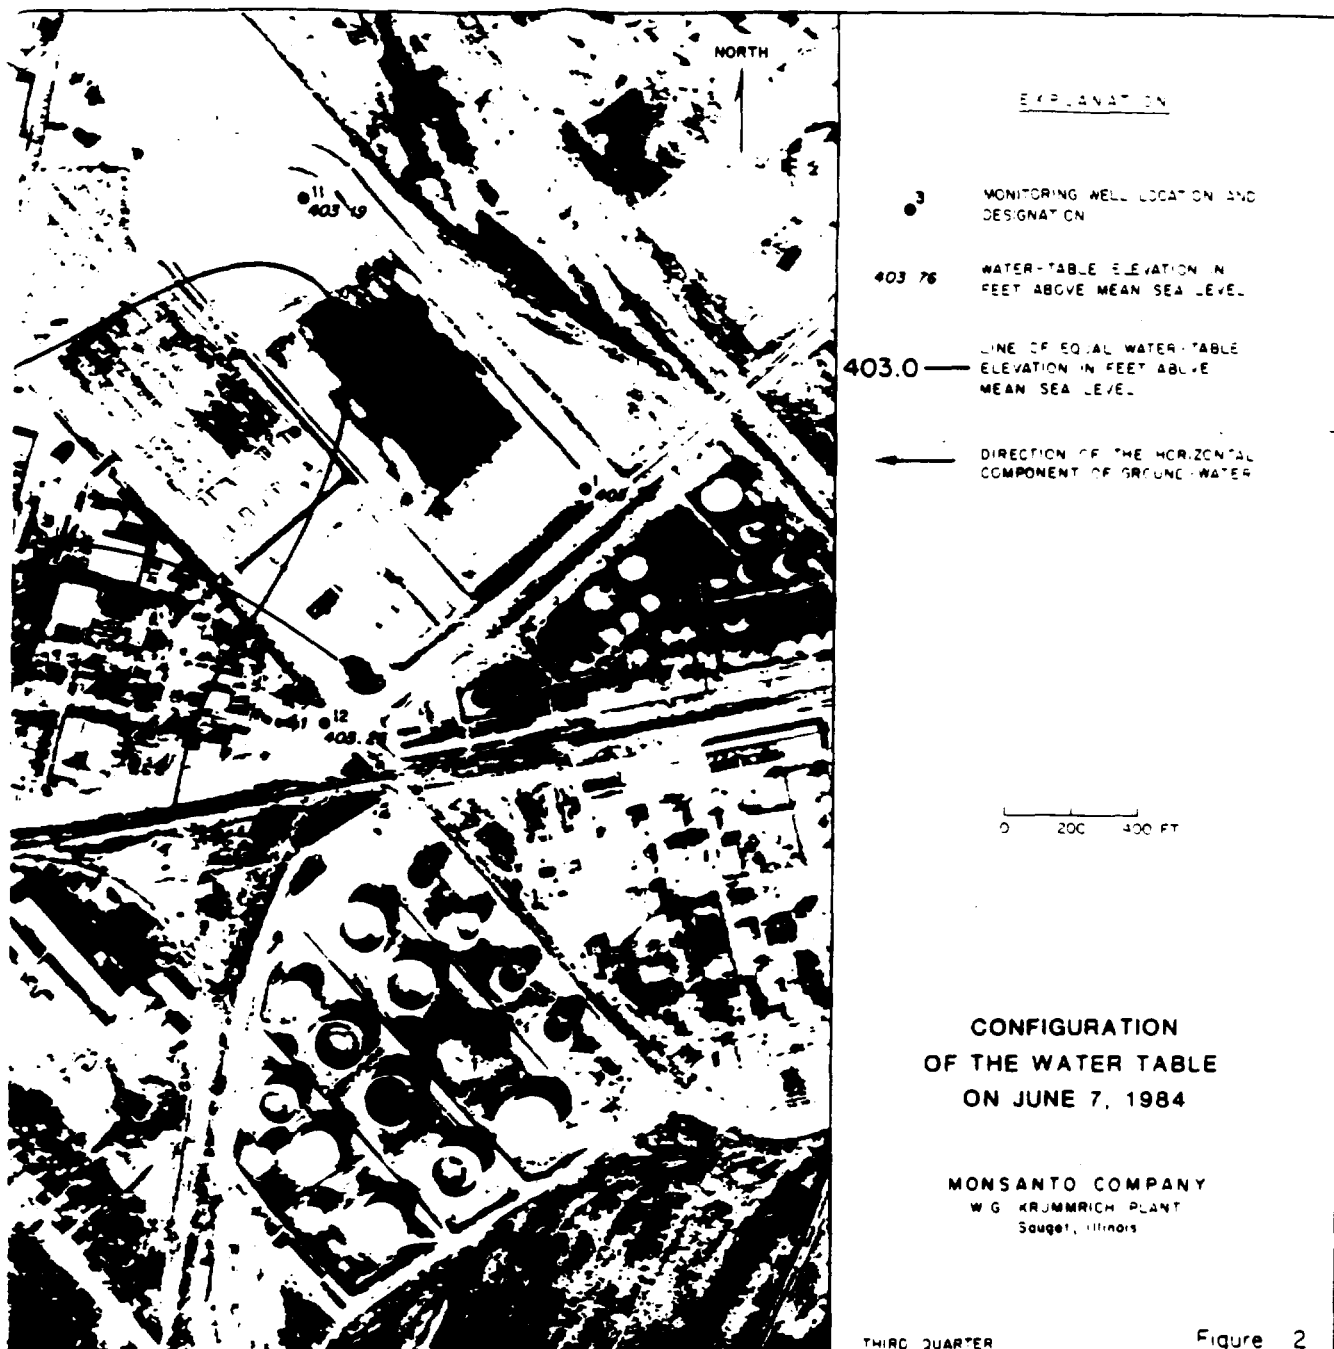 NORTH
11
403 19
1
12
EXPLANATION
3
MONITORING WELL LOCATION AND
DESIGNATION
403 76
WATER-TABLE ELEVATION IN
FEET ABOVE MEAN SEA LEVEL
403.0
LINE OF EQUAL WATER-TABLE
ELEVATION IN FEET ABOVE
MEAN SEA LEVEL
DIRECTION OF THE HORIZONTAL
COMPONENT OF GROUND-WATER
0 200 400 FT
CONFIGURATION
OF THE WATER TABLE
ON JUNE 7, 1984
MONSANTO COMPANY
W G KRUMMRICH PLANT
Sauget, Illinois
THIRD QUARTER
Figure 2